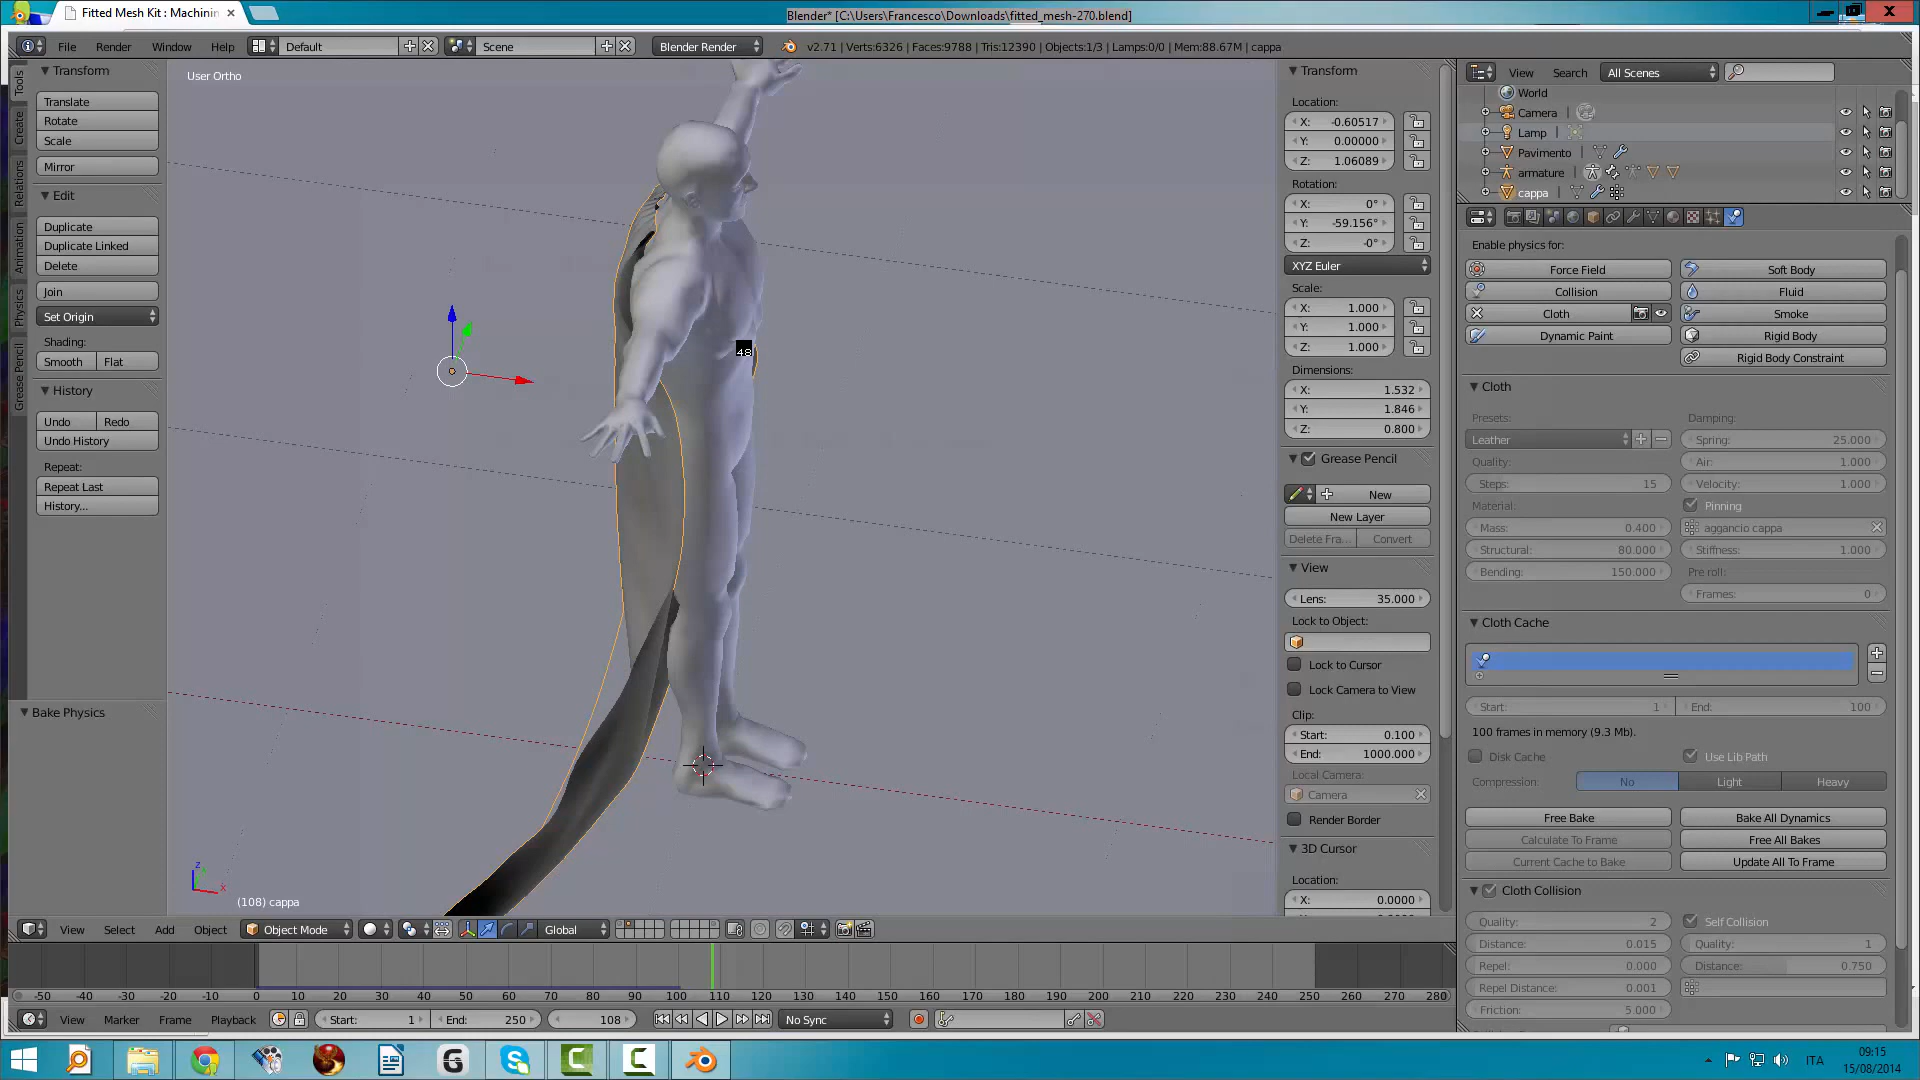 Fitted Mesh Kit : Machinin ×
Blender* [C:\Users\Francesco\Downloads\fitted_mesh-270.blend]
File Render Window Help Default Scene Blender Render v2.71 | Verts:6326 | Faces:9788 | Tris:12390 | Objects:1/3 | Lamps:0/0 | Mem:88.67M | cappa
Tools
Create
Relations
Animation
Physics
Grease Pencil
Transform
Translate
Rotate
Scale
Mirror
Edit
Duplicate
Duplicate Linked
Delete
Join
Set Origin
Shading:
Smooth Flat
History
Undo Redo
Undo History
Repeat:
Repeat Last
History...
Bake Physics
User Ortho
48
z
x
(108) cappa
Transform
Location:
X: -0.60517
Y: 0.00000
Z: 1.06089
Rotation:
X: 0°
Y: -59.156°
Z: -0°
XYZ Euler
Scale:
X: 1.000
Y: 1.000
Z: 1.000
Dimensions:
X: 1.532
Y: 1.846
Z: 0.800
Grease Pencil
New
New Layer
Delete Fra... Convert
View
Lens: 35.000
Lock to Object:
Lock to Cursor
Lock Camera to View
Clip:
Start: 0.100
End: 1000.000
Local Camera:
Camera
Render Border
3D Cursor
Location:
X: 0.0000
View Search All Scenes
World
Camera
Lamp
Pavimento
armature
cappa
Enable physics for:
Force Field Soft Body
Collision Fluid
Cloth Smoke
Dynamic Paint Rigid Body
Rigid Body Constraint
Cloth
Presets: Damping:
Leather Spring: 25.000
Quality: Air: 1.000
Steps: 15 Velocity: 1.000
Material: Pinning
Mass: 0.400 aggancio cappa
Structural: 80.000 Stiffness: 1.000
Bending: 150.000 Pre roll:
Frames: 0
Cloth Cache
Start: 1 End: 100
100 frames in memory (9.3 Mb).
Disk Cache Use Lib Path
Compression: No Light Heavy
Free Bake Bake All Dynamics
Calculate To Frame Free All Bakes
Current Cache to Bake Update All To Frame
Cloth Collision
Quality: 2 Self Collision
Distance: 0.015 Quality: 1
Repel: 0.000 Distance: 0.750
Repel Distance: 0.001
Friction: 5.000
View Select Add Object Object Mode Global
-50 -40 -30 -20 -10 0 10 20 30 40 50 60 70 80 90 100 110 120 130 140 150 160 170 180 190 200 210 220 230 240 250 260 270 280
View Marker Frame Playback Start: 1 End: 250 108 No Sync
ITA
09:15
15/08/2014